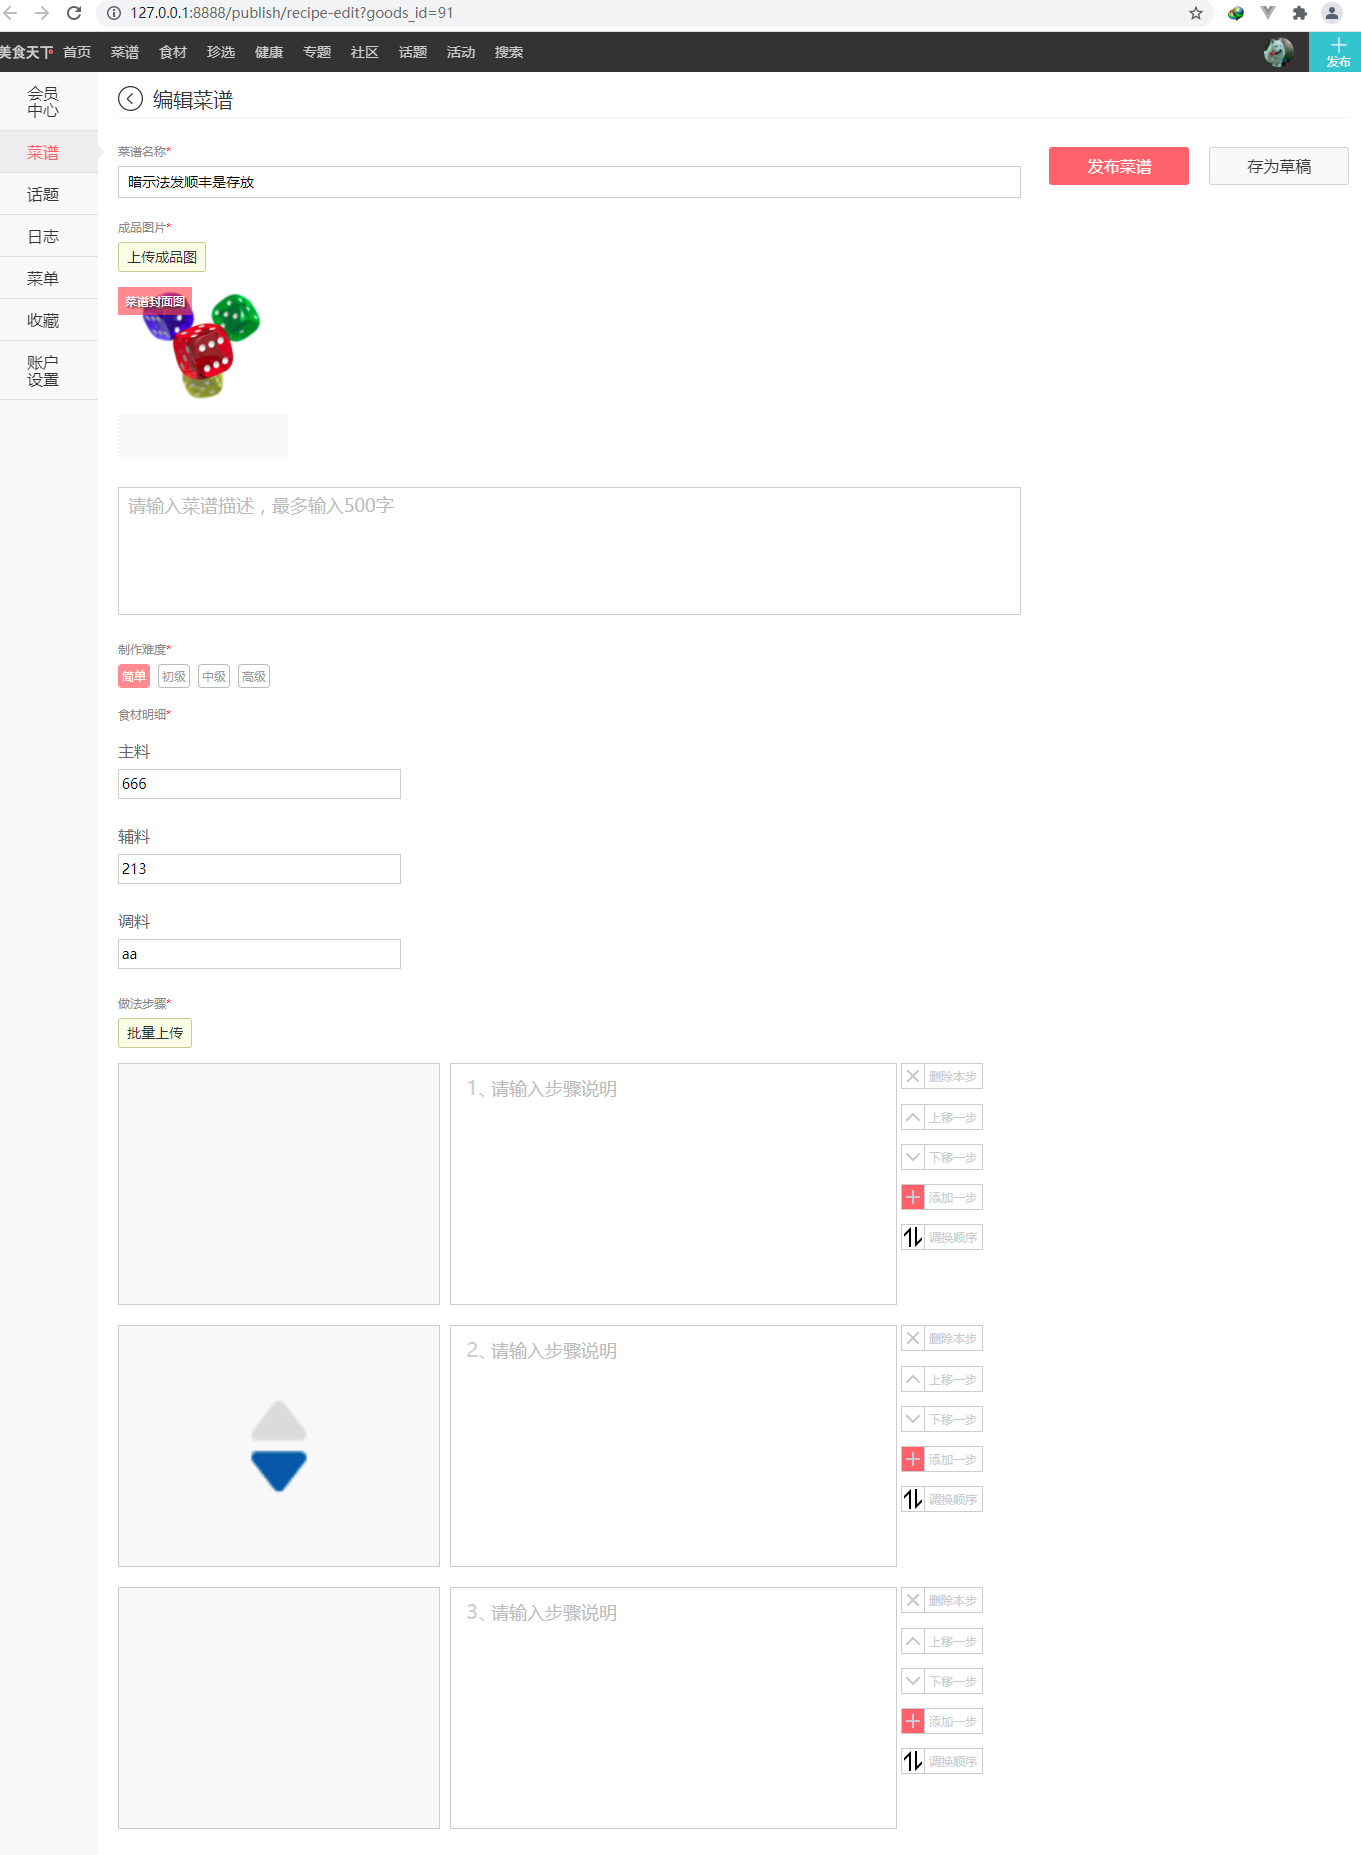 127.0.0.1:8888/publish/recipe-edit?goods_id=91
美食天下 首页 菜谱 食材 珍选 健康 专题 社区 话题 活动 搜索
发布
会员
中心
菜谱
话题
日志
菜单
收藏
账户
设置
编辑菜谱
菜谱名称*
暗示法发顺丰是存放
发布菜谱
存为草稿
成品图片*
上传成品图
菜谱封面图
请输入菜谱描述，最多输入500字
制作难度*
简单 初级 中级 高级
食材明细*
主料
666
辅料
213
调料
aa
做法步骤*
批量上传
1、请输入步骤说明
删除本步
上移一步
下移一步
添加一步
调换顺序
2、请输入步骤说明
删除本步
上移一步
下移一步
添加一步
调换顺序
3、请输入步骤说明
删除本步
上移一步
下移一步
添加一步
调换顺序